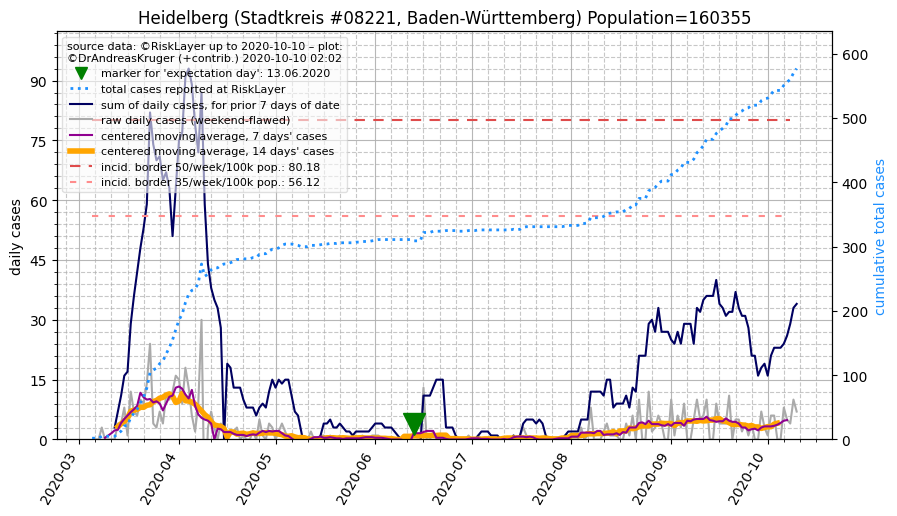 Heidelberg (Stadtkreis #08221, Baden-Württemberg) Population=160355
source data: ©RiskLayer up to 2020-10-10 – plot:
©DrAndreasKruger (+contrib.) 2020-10-10 02:02
marker for 'expectation day': 13.06.2020
total cases reported at RiskLayer
sum of daily cases, for prior 7 days of date
raw daily cases (weekend-flawed)
centered moving average, 7 days' cases
centered moving average, 14 days' cases
incid. border 50/week/100k pop.: 80.18
incid. border 35/week/100k pop.: 56.12
daily cases
90
75
60
45
30
15
0
cumulative total cases
600
500
400
300
200
100
0
2020-03
2020-04
2020-05
2020-06
2020-07
2020-08
2020-09
2020-10